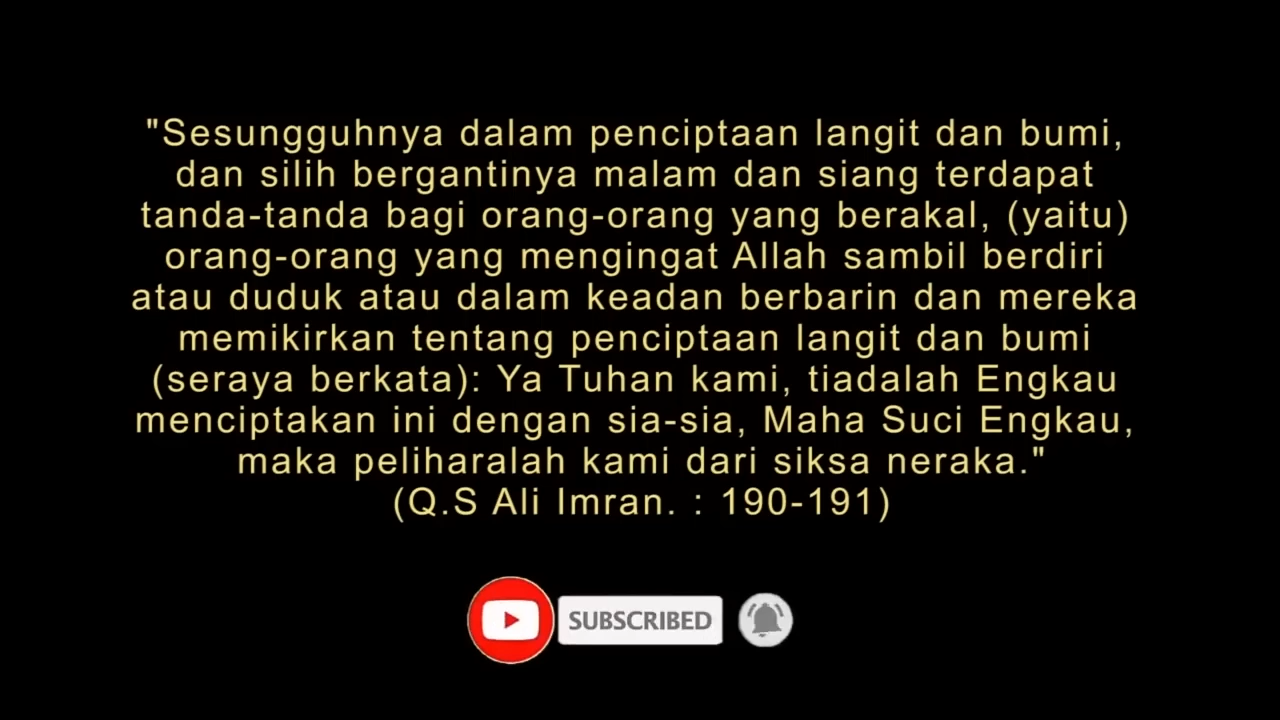 "Sesungguhnya dalam penciptaan langit dan bumi,
dan silih bergantinya malam dan siang terdapat
tanda-tanda bagi orang-orang yang berakal, (yaitu)
orang-orang yang mengingat Allah sambil berdiri
atau duduk atau dalam keadan berbarin dan mereka
memikirkan tentang penciptaan langit dan bumi
(seraya berkata): Ya Tuhan kami, tiadalah Engkau
menciptakan ini dengan sia-sia, Maha Suci Engkau,
maka peliharalah kami dari siksa neraka."
(Q.S Ali Imran. : 190-191)
SUBSCRIBED